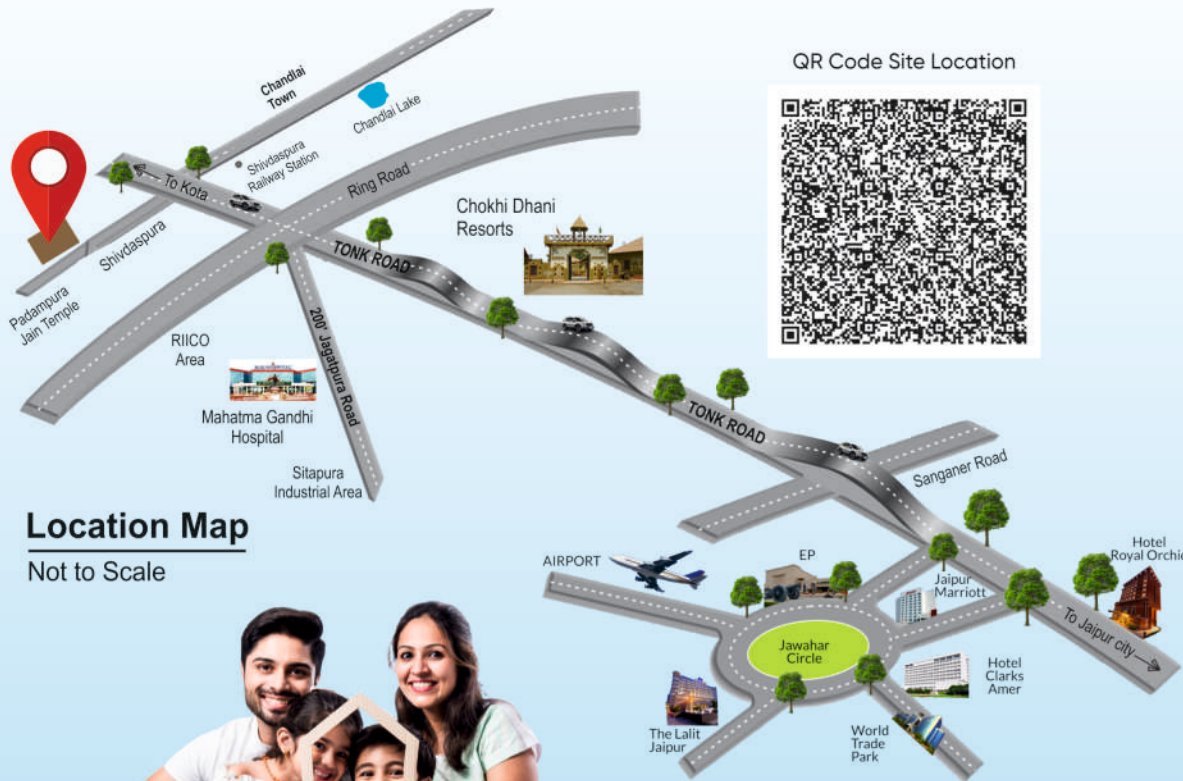 QR Code Site Location
Chandlai
Town
Chandlai Lake
Shivdaspura
Railway Station
To Kota
Ring Road
Shivdaspura
Padampura
Jain Temple
Chokhi Dhani
Resorts
TONK ROAD
RIICO
Area
200' Jagatpura Road
Mahatma Gandhi
Hospital
Sitapura
Industrial Area
TONK ROAD
Sanganer Road
Location Map
Not to Scale
AIRPORT
EP
Jaipur
Marriott
Hotel
Royal Orchid
To Jaipur city
Jawahar
Circle
Hotel
Clarks
Amer
The Lalit
Jaipur
World
Trade
Park